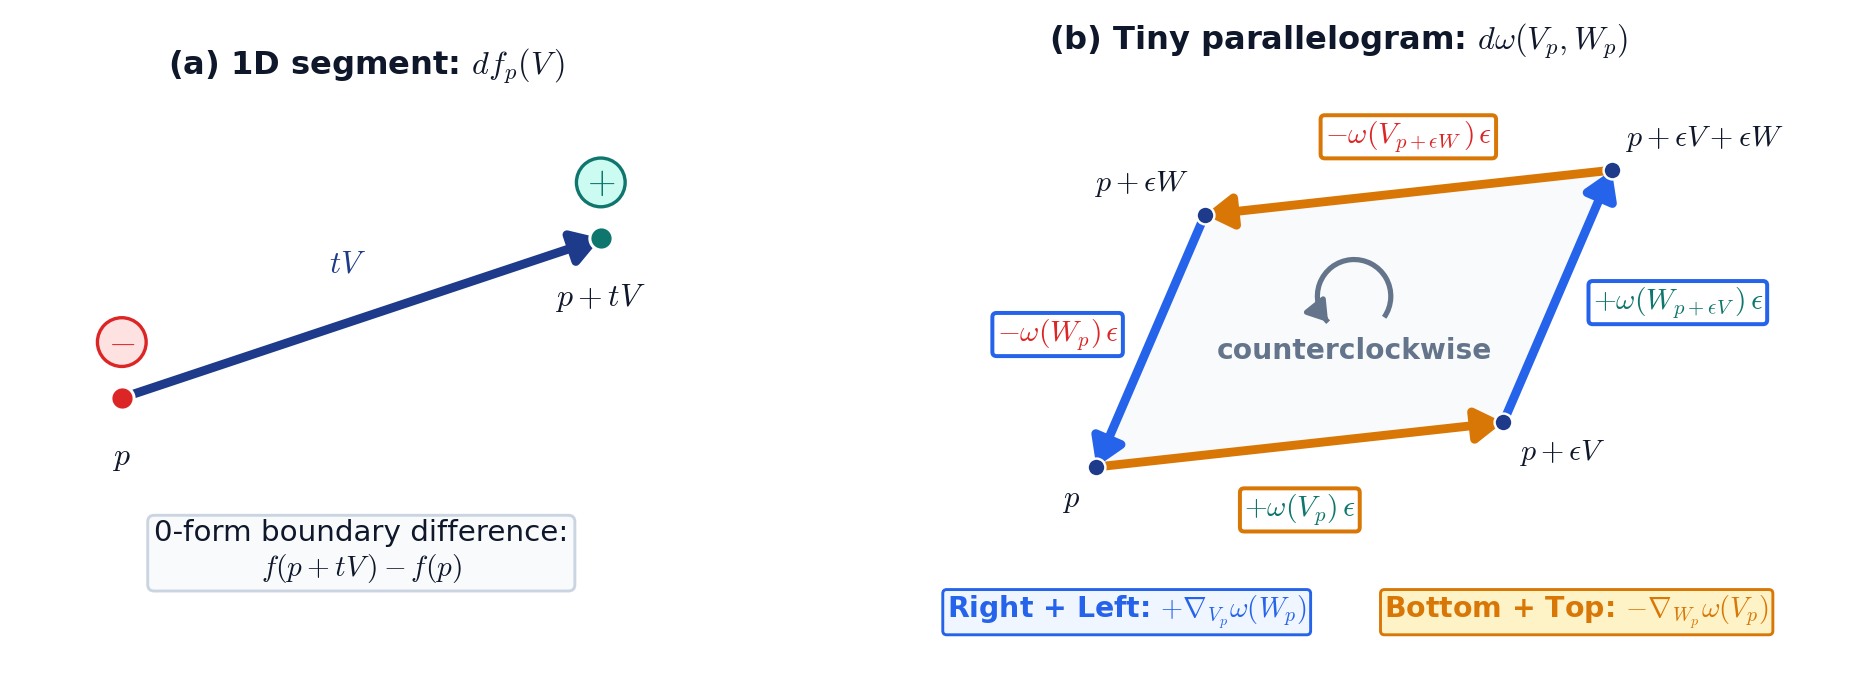 (a) 1D segment: $df_p(V)$
+
$tV$
$p + tV$
−
$p$
0-form boundary difference:
$f(p + tV) - f(p)$
(b) Tiny parallelogram: $d\omega(V_p, W_p)$
$-\omega(V_{p+\epsilon W})\,\epsilon$
$p + \epsilon V + \epsilon W$
$p + \epsilon W$
$+\omega(W_{p+\epsilon V})\,\epsilon$
$-\omega(W_p)\,\epsilon$
counterclockwise
$p + \epsilon V$
$p$
$+\omega(V_p)\,\epsilon$
Right + Left: $+\nabla_{V_p}\omega(W_p)$
Bottom + Top: $-\nabla_{W_p}\omega(V_p)$